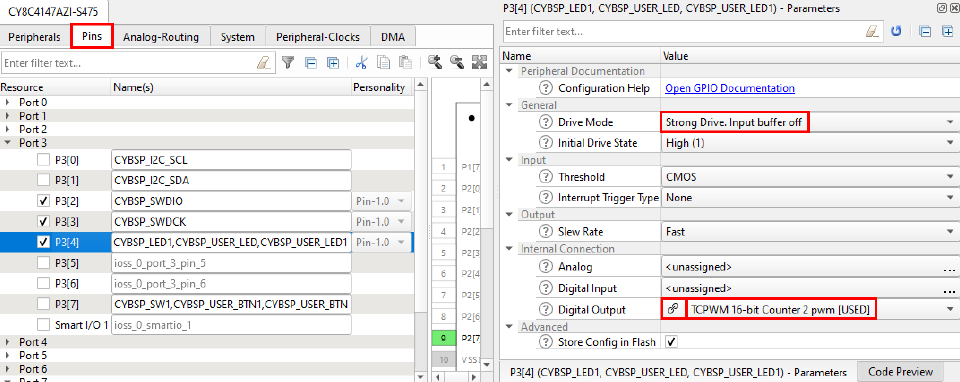 CY8C4147AZI-S475
Peripherals Pins Analog-Routing System Peripheral-Clocks DMA
Enter filter text...
Resource Name(s) Personality
Port 0
Port 1
Port 2
Port 3
P3[0] CYBSP_I2C_SCL
P3[1] CYBSP_I2C_SDA
P3[2] CYBSP_SWDIO Pin-1.0
P3[3] CYBSP_SWDCK Pin-1.0
P3[4] CYBSP_LED1,CYBSP_USER_LED,CYBSP_USER_LED1 Pin-1.0
P3[5] ioss_0_port_3_pin_5
P3[6] ioss_0_port_3_pin_6
P3[7] CYBSP_SW1,CYBSP_USER_BTN1,CYBSP_USER_BTN
Smart I/O 1 ioss_0_smartio_1
Port 4
Port 5
Port 6
1 P1[7
2 P2[0
3 P2[1
4 P2[2
5 P2[3
6 P2[4
7 P2[5
8 P2[6
9 P2[7
10 VSS
P3[4] (CYBSP_LED1, CYBSP_USER_LED, CYBSP_USER_LED1) - Parameters
Enter filter text...
Name Value
Peripheral Documentation
Configuration Help Open GPIO Documentation
General
Drive Mode Strong Drive. Input buffer off
Initial Drive State High (1)
Input
Threshold CMOS
Interrupt Trigger Type None
Output
Slew Rate Fast
Internal Connection
Analog <unassigned> ...
Digital Input <unassigned> ...
Digital Output TCPWM 16-bit Counter 2 pwm [USED]
Advanced
Store Config in Flash
P3[4] (CYBSP_LED1, CYBSP_USER_LED, CYBSP_USER_LED1) - Parameters Code Preview